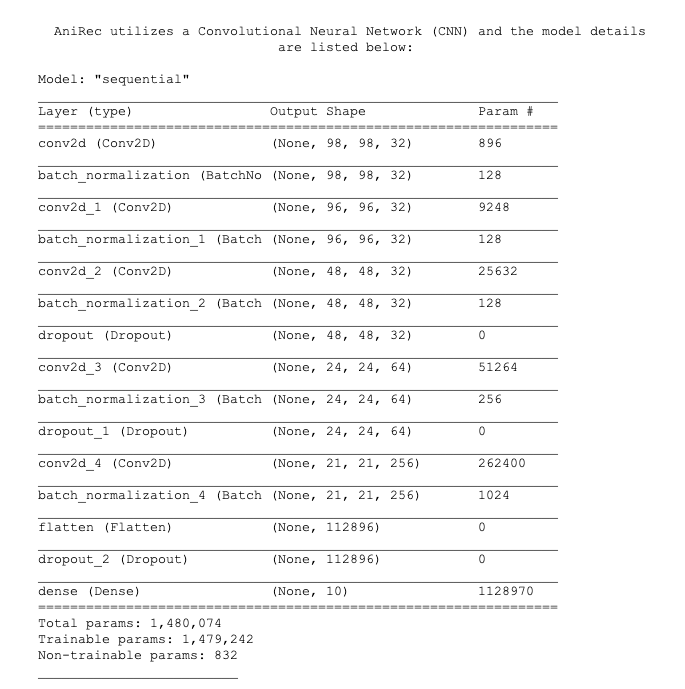 AniRec utilizes a Convolutional Neural Network (CNN) and the model details
are listed below:
Model: "sequential"
Layer (type) Output Shape Param #
=================================================================
conv2d (Conv2D) (None, 98, 98, 32) 896
batch_normalization (BatchNo (None, 98, 98, 32) 128
conv2d_1 (Conv2D) (None, 96, 96, 32) 9248
batch_normalization_1 (Batch (None, 96, 96, 32) 128
conv2d_2 (Conv2D) (None, 48, 48, 32) 25632
batch_normalization_2 (Batch (None, 48, 48, 32) 128
dropout (Dropout) (None, 48, 48, 32) 0
conv2d_3 (Conv2D) (None, 24, 24, 64) 51264
batch_normalization_3 (Batch (None, 24, 24, 64) 256
dropout_1 (Dropout) (None, 24, 24, 64) 0
conv2d_4 (Conv2D) (None, 21, 21, 256) 262400
batch_normalization_4 (Batch (None, 21, 21, 256) 1024
flatten (Flatten) (None, 112896) 0
dropout_2 (Dropout) (None, 112896) 0
dense (Dense) (None, 10) 1128970
=================================================================
Total params: 1,480,074
Trainable params: 1,479,242
Non-trainable params: 832